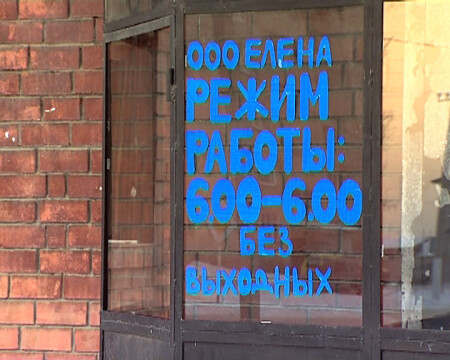 ООО ЕЛЕНА
РЕЖИМ
РАБОТЫ:
6.00-6.00
БЕЗ
ВЫХОДНЫХ